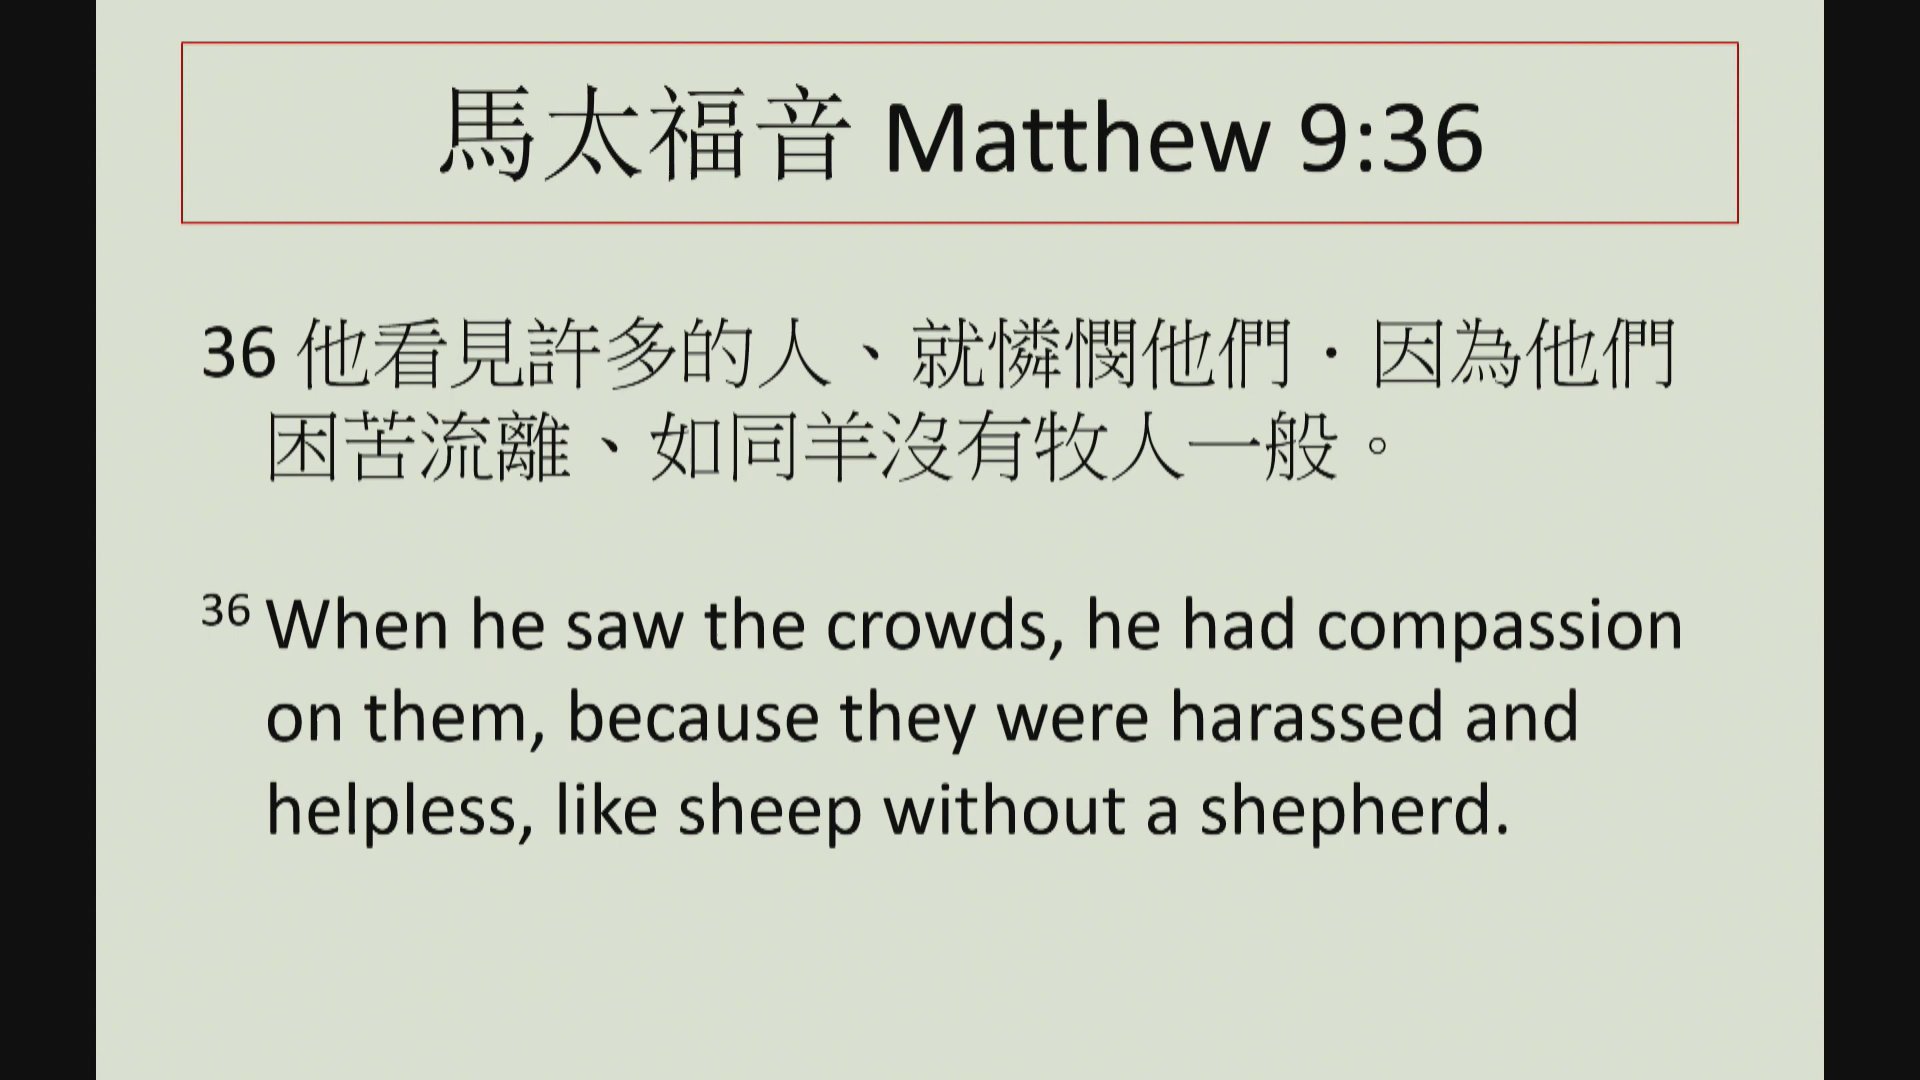 馬太福音 Matthew 9:36
36 他看見許多的人、就憐憫他們．因為他們
困苦流離、如同羊沒有牧人一般。
36 When he saw the crowds, he had compassion
on them, because they were harassed and
helpless, like sheep without a shepherd.